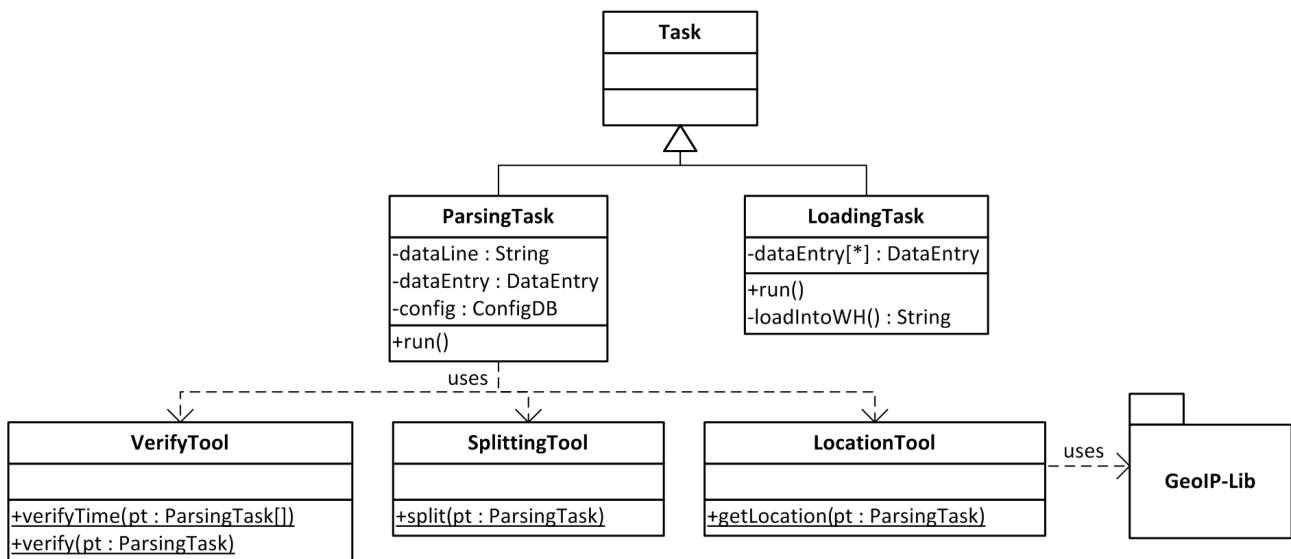 Task
ParsingTask
-dataLine : String
-dataEntry : DataEntry
-config : ConfigDB
+run()
LoadingTask
-dataEntry[*] : DataEntry
+run()
-loadIntoWH() : String
uses
VerifyTool
+verifyTime(pt : ParsingTask[])
+verify(pt : ParsingTask)
SplittingTool
+split(pt : ParsingTask)
LocationTool
+getLocation(pt : ParsingTask)
uses
GeoIP-Lib